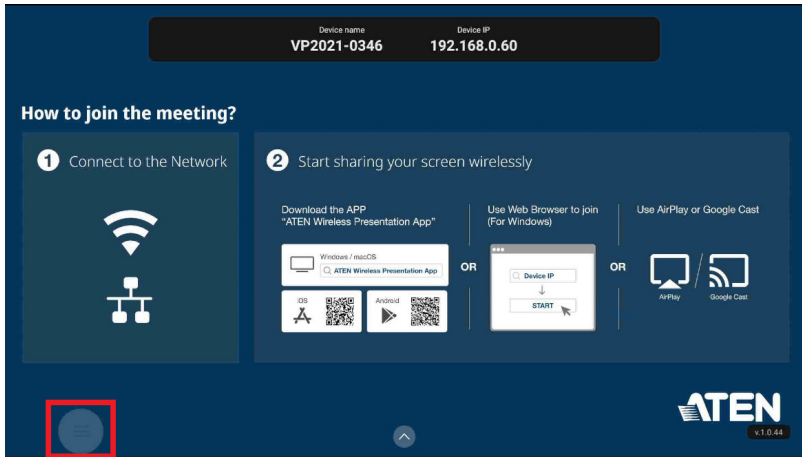 Device name
VP2021-0346
Device IP
192.168.0.60
How to join the meeting?
1 Connect to the Network
2 Start sharing your screen wirelessly
Download the APP
"ATEN Wireless Presentation App"
Windows / macOS
ATEN Wireless Presentation App
iOS
Android
OR
Use Web Browser to join
(For Windows)
Device IP
START
OR
Use AirPlay or Google Cast
AirPlay
Google Cast
ATEN
v.1.0.44